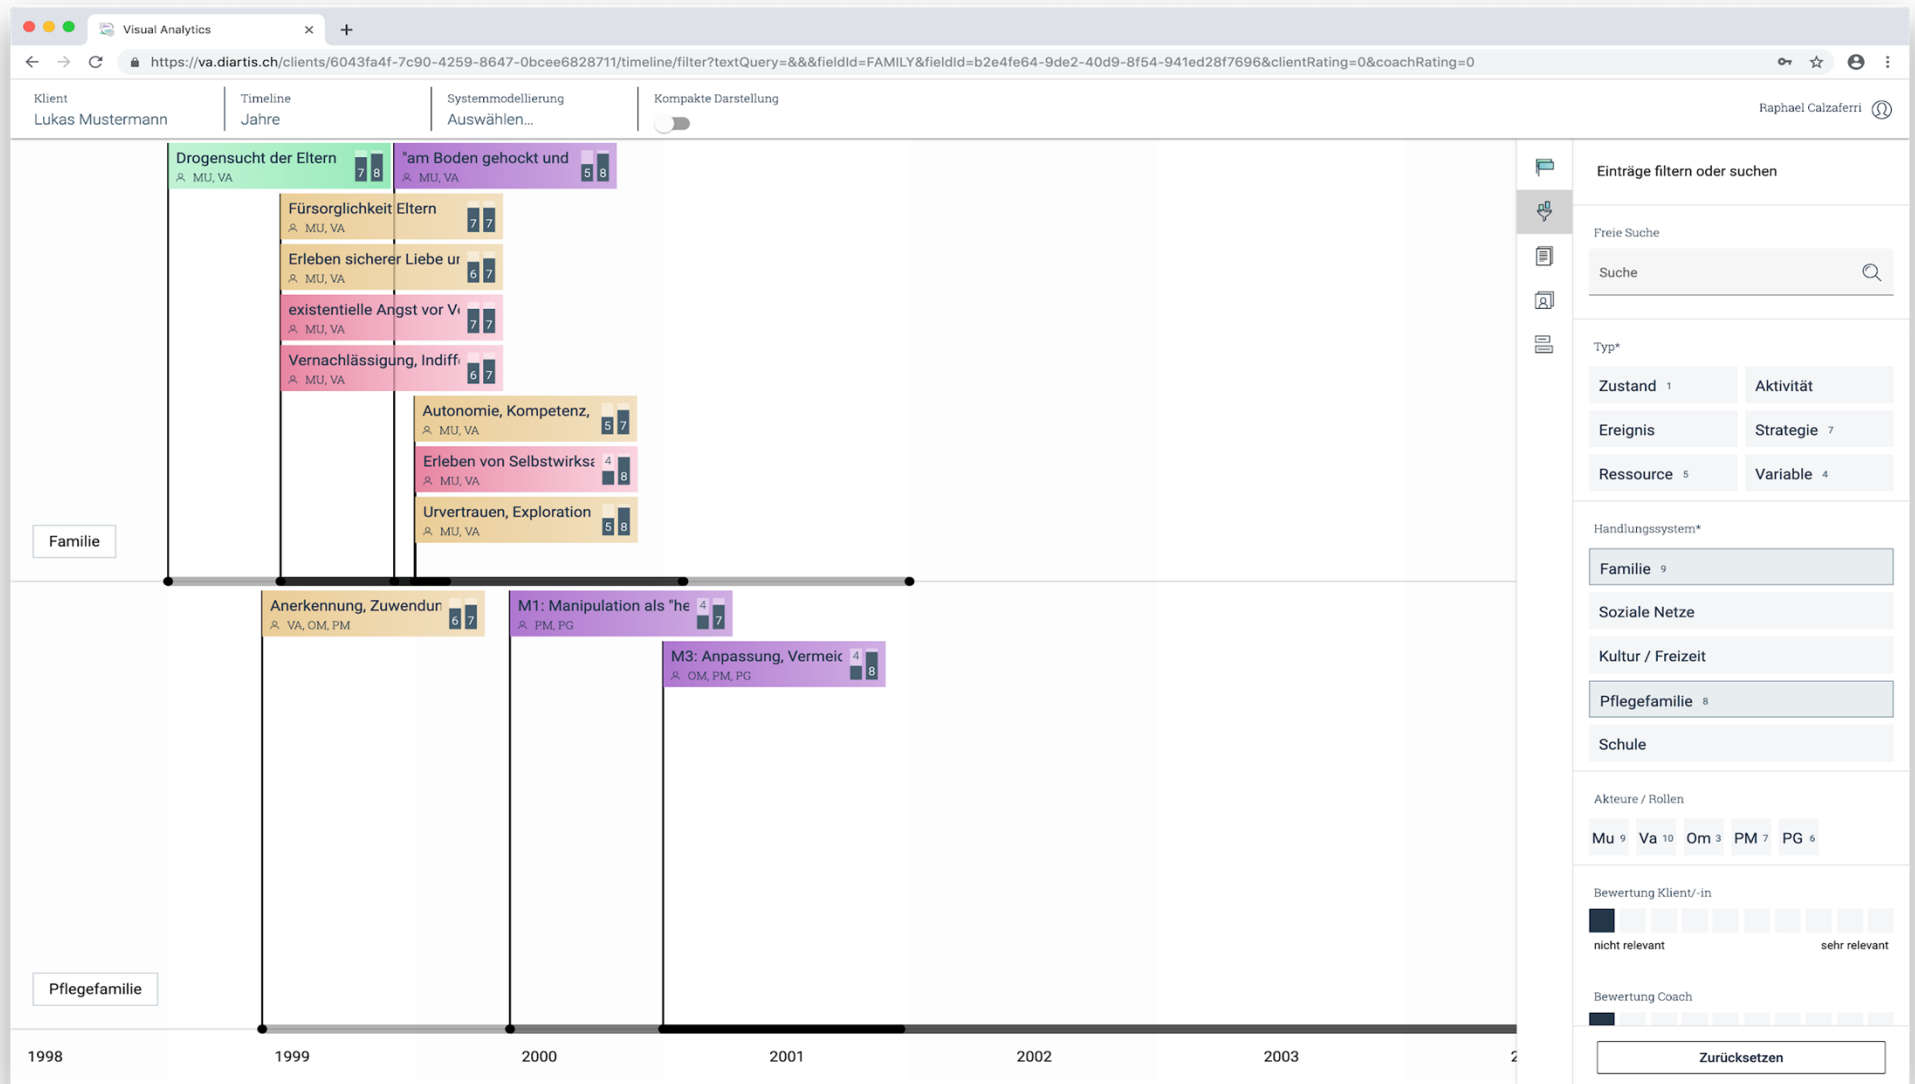 Visual Analytics
https://va.diartis.ch/clients/6043fa4f-7c90-4259-8647-0bcee6828711/timeline/filter?textQuery=&&&fieldId=FAMILY&fieldId=b2e4fe64-9de2-40d9-8f54-941ed28f7696&clientRating=0&coachRating=0
Klient
Lukas Mustermann
Timeline
Jahre
Systemmodellierung
Auswählen...
Kompakte Darstellung
Raphael Calzaferri
Drogensucht der Eltern
MU, VA
7 8
"am Boden gehockt und
MU, VA
5 8
Fürsorglichkeit Eltern
MU, VA
7 7
Erleben sicherer Liebe ur
MU, VA
6 7
existentielle Angst vor Ve
MU, VA
7 7
Vernachlässigung, Indiffe
MU, VA
6 7
Autonomie, Kompetenz,
MU, VA
5 7
Erleben von Selbstwirksa
MU, VA
4 8
Urvertrauen, Exploration
MU, VA
5 8
Familie
Anerkennung, Zuwendun
VA, OM, PM
6 7
M1: Manipulation als "he
PM, PG
4 7
M3: Anpassung, Vermeic
OM, PM, PG
4 8
Pflegefamilie
1998 1999 2000 2001 2002 2003 2
Einträge filtern oder suchen
Freie Suche
Suche
Typ*
Zustand 1
Aktivität
Ereignis
Strategie 7
Ressource 5
Variable 4
Handlungssystem*
Familie 9
Soziale Netze
Kultur / Freizeit
Pflegefamilie 8
Schule
Akteure / Rollen
Mu 9 Va 10 Om 3 PM 7 PG 6
Bewertung Klient/-in
nicht relevant sehr relevant
Bewertung Coach
Zurücksetzen